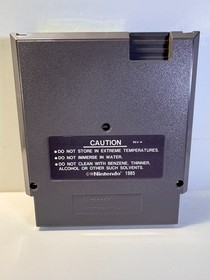 CAUTION REV-A
●DO NOT STORE IN EXTREME TEMPERATURES.
●DO NOT IMMERSE IN WATER.
●DO NOT CLEAN WITH BENZENE, THINNER,
ALCOHOL OR OTHER SUCH SOLVENTS.
©®Nintendo 1985